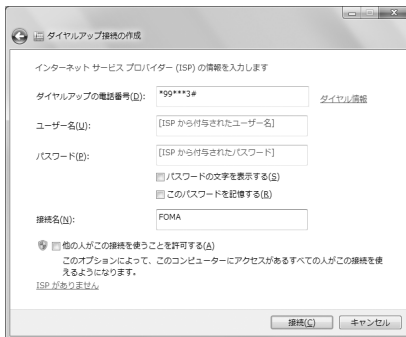 ダイヤルアップ接続の作成
インターネット サービス プロバイダー (ISP) の情報を入力します
ダイヤルアップの電話番号(D):
*99***3#
ダイヤル情報
ユーザー名(U):
[ISP から付与されたユーザー名]
パスワード(P):
[ISP から付与されたパスワード]
パスワードの文字を表示する(S)
このパスワードを記憶する(R)
接続名(N):
FOMA
他の人がこの接続を使うことを許可する(A)
このオプションによって、このコンピューターにアクセスがあるすべての人がこの接続を使
えるようになります。
ISP がありません
接続(C)
キャンセル